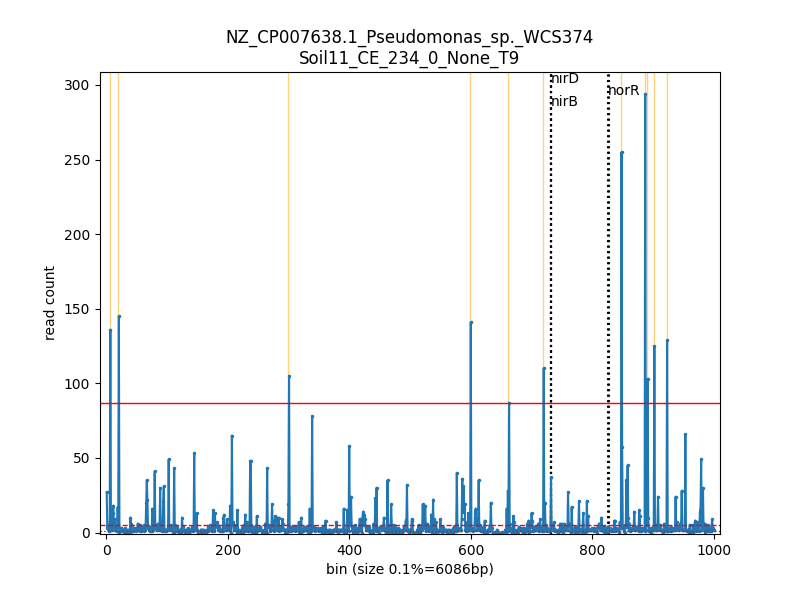 NZ_CP007638.1_Pseudomonas_sp._WCS374
Soil11_CE_234_0_None_T9
300
250
200
150
100
50
0
read count
nirD
nirB
norR
0
200
400
600
800
1000
bin (size 0.1%=6086bp)